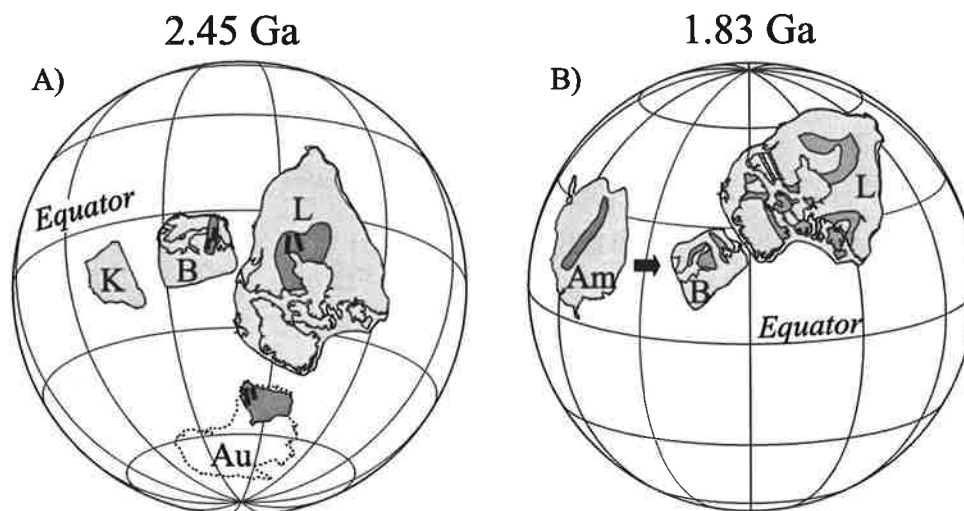 2.45 Ga
1.83 Ga
A)
B)
Equator
L
K
B
Au
L
Am
B
Equator